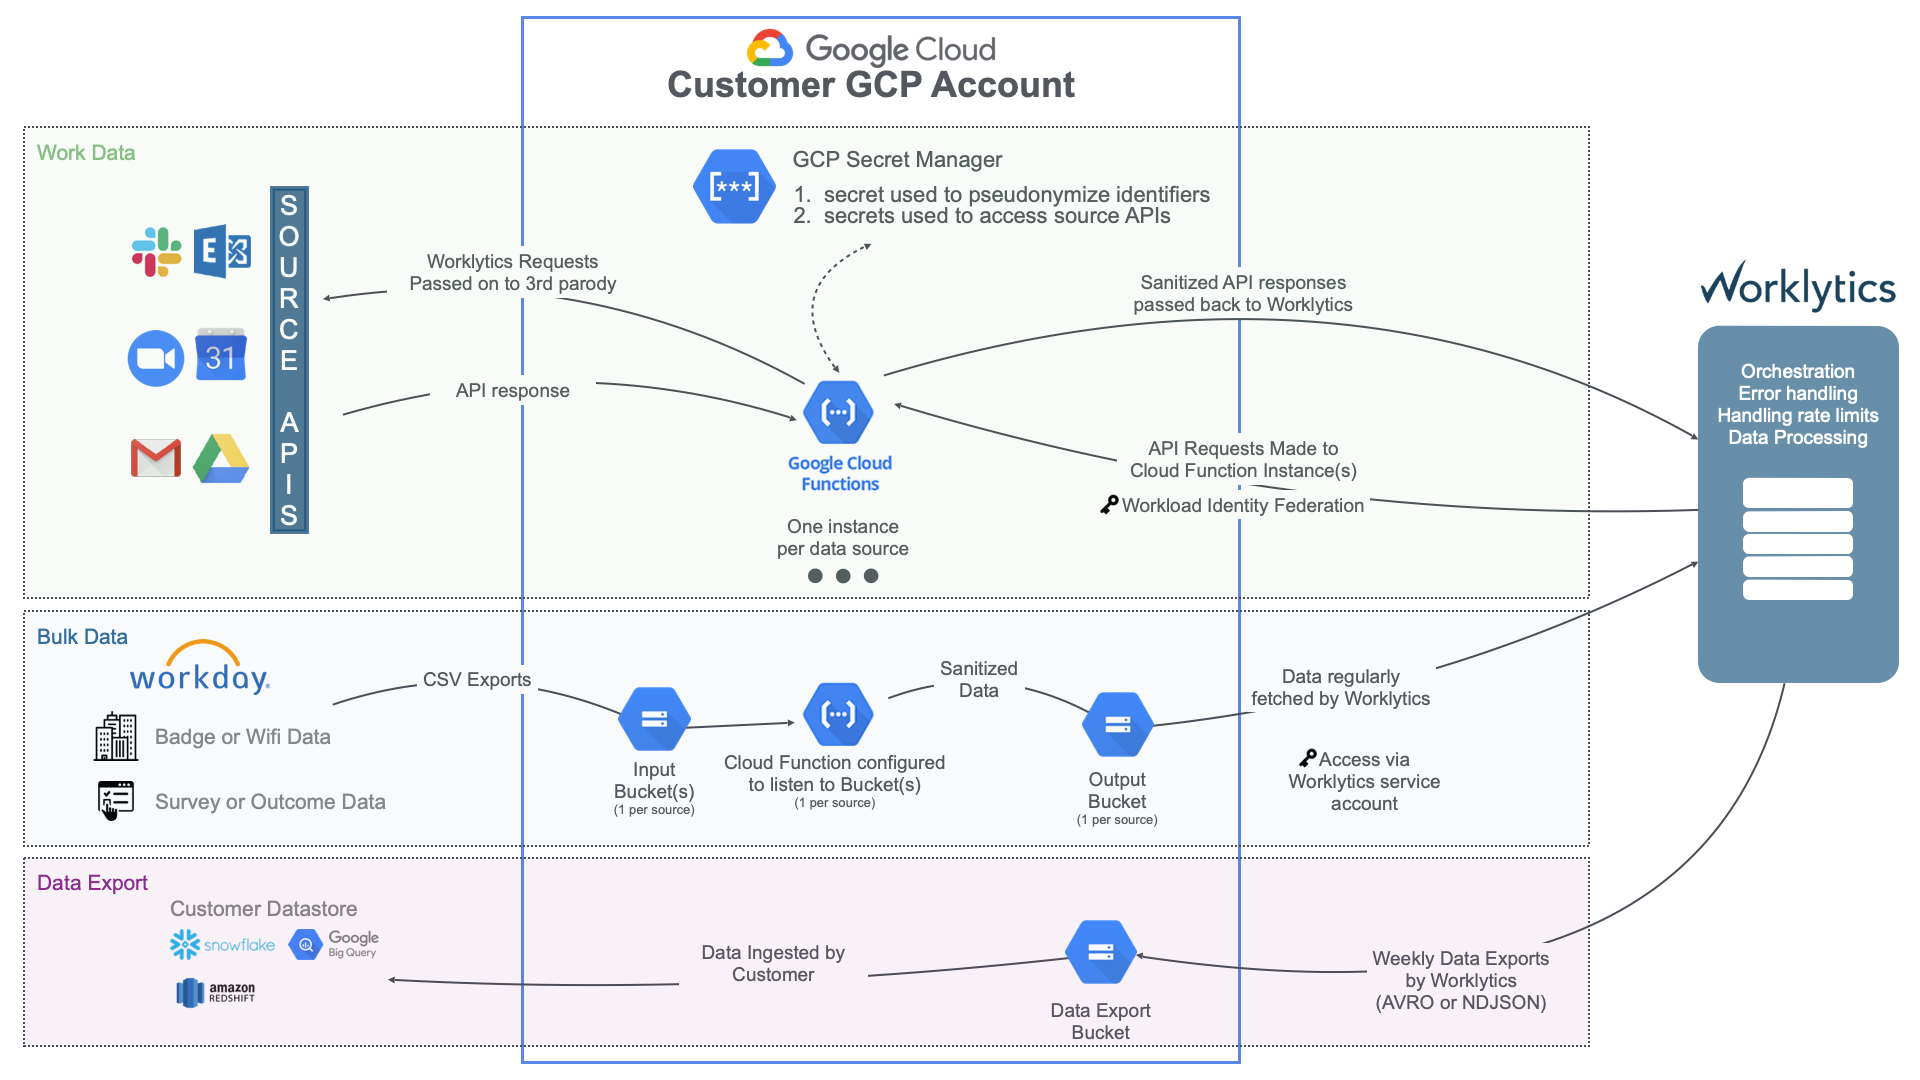 Google Cloud
Customer GCP Account
Work Data
SOURCE APIS
GCP Secret Manager
[***]
1. secret used to pseudonymize identifiers
2. secrets used to access source APIs
E
31
Worklytics Requests
Passed on to 3rd parody
API response
Google Cloud
Functions
One instance
per data source
Sanitized API responses
passed back to Worklytics
API Requests Made to
Cloud Function Instance(s)
Workload Identity Federation
Worklytics
Orchestration
Error handling
Handling rate limits
Data Processing
Bulk Data
workday
Badge or Wifi Data
Survey or Outcome Data
CSV Exports
Input
Bucket(s)
(1 per source)
Cloud Function configured
to listen to Bucket(s)
(1 per source)
Sanitized
Data
Output
Bucket
(1 per source)
Data regularly
fetched by Worklytics
Access via
Worklytics service
account
Data Export
Customer Datastore
snowflake
Google
Big Query
amazon
REDSHIFT
Data Ingested by
Customer
Data Export
Bucket
Weekly Data Exports
by Worklytics
(AVRO or NDJSON)